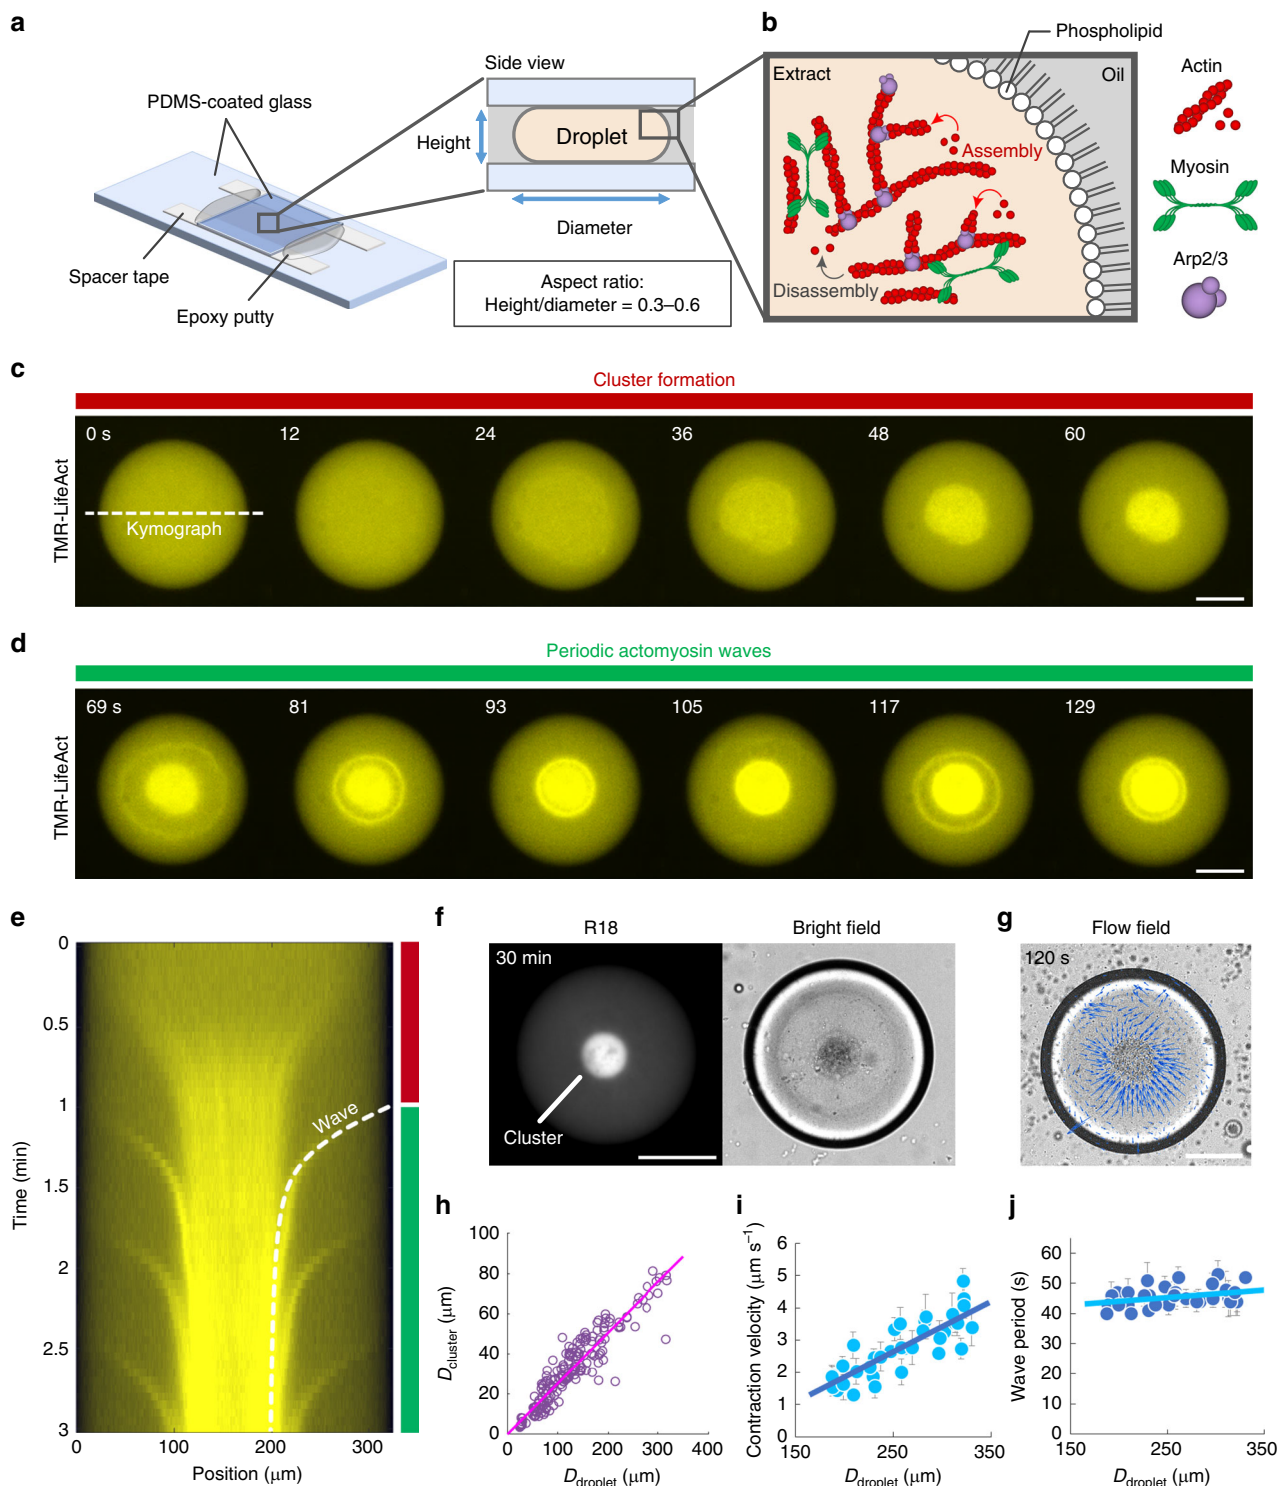 a
PDMS-coated glass
Spacer tape
Epoxy putty
Side view
Height
Droplet
Diameter
Aspect ratio:
Height/diameter = 0.3–0.6
b
Phospholipid
Extract
Oil
Assembly
Disassembly
Actin
Myosin
Arp2/3
c
Cluster formation
TMR-LifeAct
0 s
12
24
36
48
60
Kymograph
d
Periodic actomyosin waves
TMR-LifeAct
69 s
81
93
105
117
129
e
Time (min)
0
0.5
1
1.5
2
2.5
3
Wave
0
100
200
300
Position (μm)
f
R18
Bright field
30 min
Cluster
g
Flow field
120 s
h
D_cluster (μm)
100
80
60
40
20
0
0
100
200
300
400
D_droplet (μm)
i
Contraction velocity (μm s⁻¹)
6
5
4
3
2
1
0
150
250
350
D_droplet (μm)
j
Wave period (s)
60
50
40
30
20
10
0
150
250
350
D_droplet (μm)